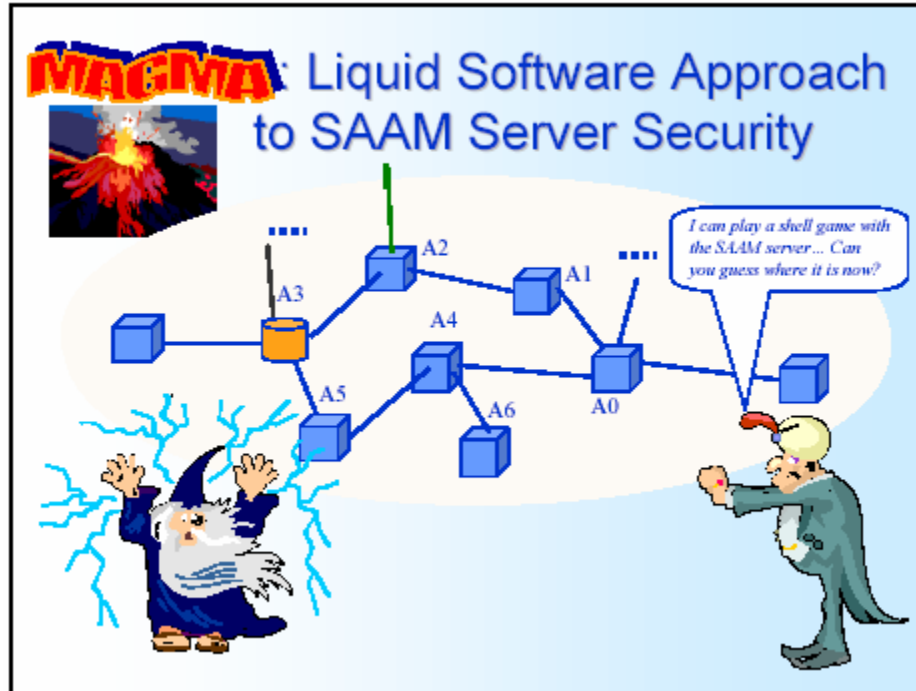 MAGMA : Liquid Software Approach
to SAAM Server Security
I can play a shell game with
the SAAM server... Can
you guess where it is now?
A2
A3
A1
A4
A5
A6
A0